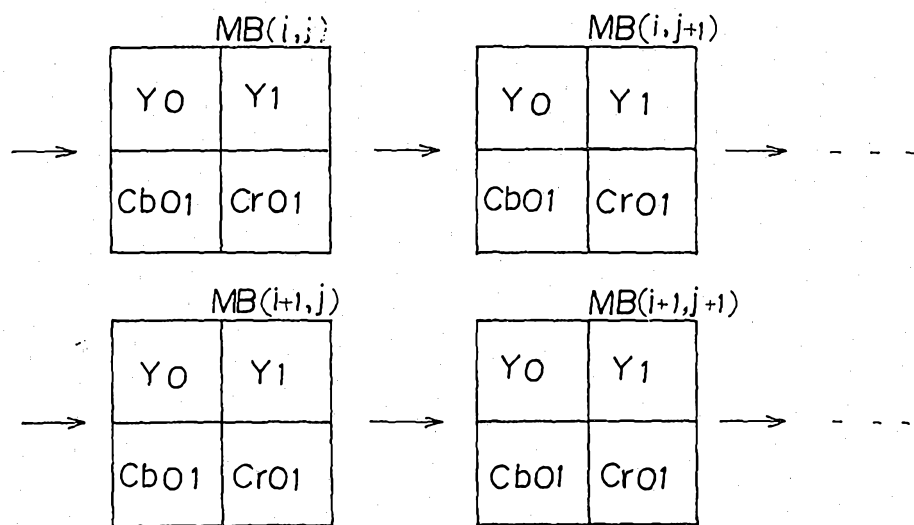 MB(i,j) MB(i,j+1)
Y0 Y1 Y0 Y1
Cb01 Cr01 Cb01 Cr01
MB(i+1,j) MB(i+1,j+1)
Y0 Y1 Y0 Y1
Cb01 Cr01 Cb01 Cr01